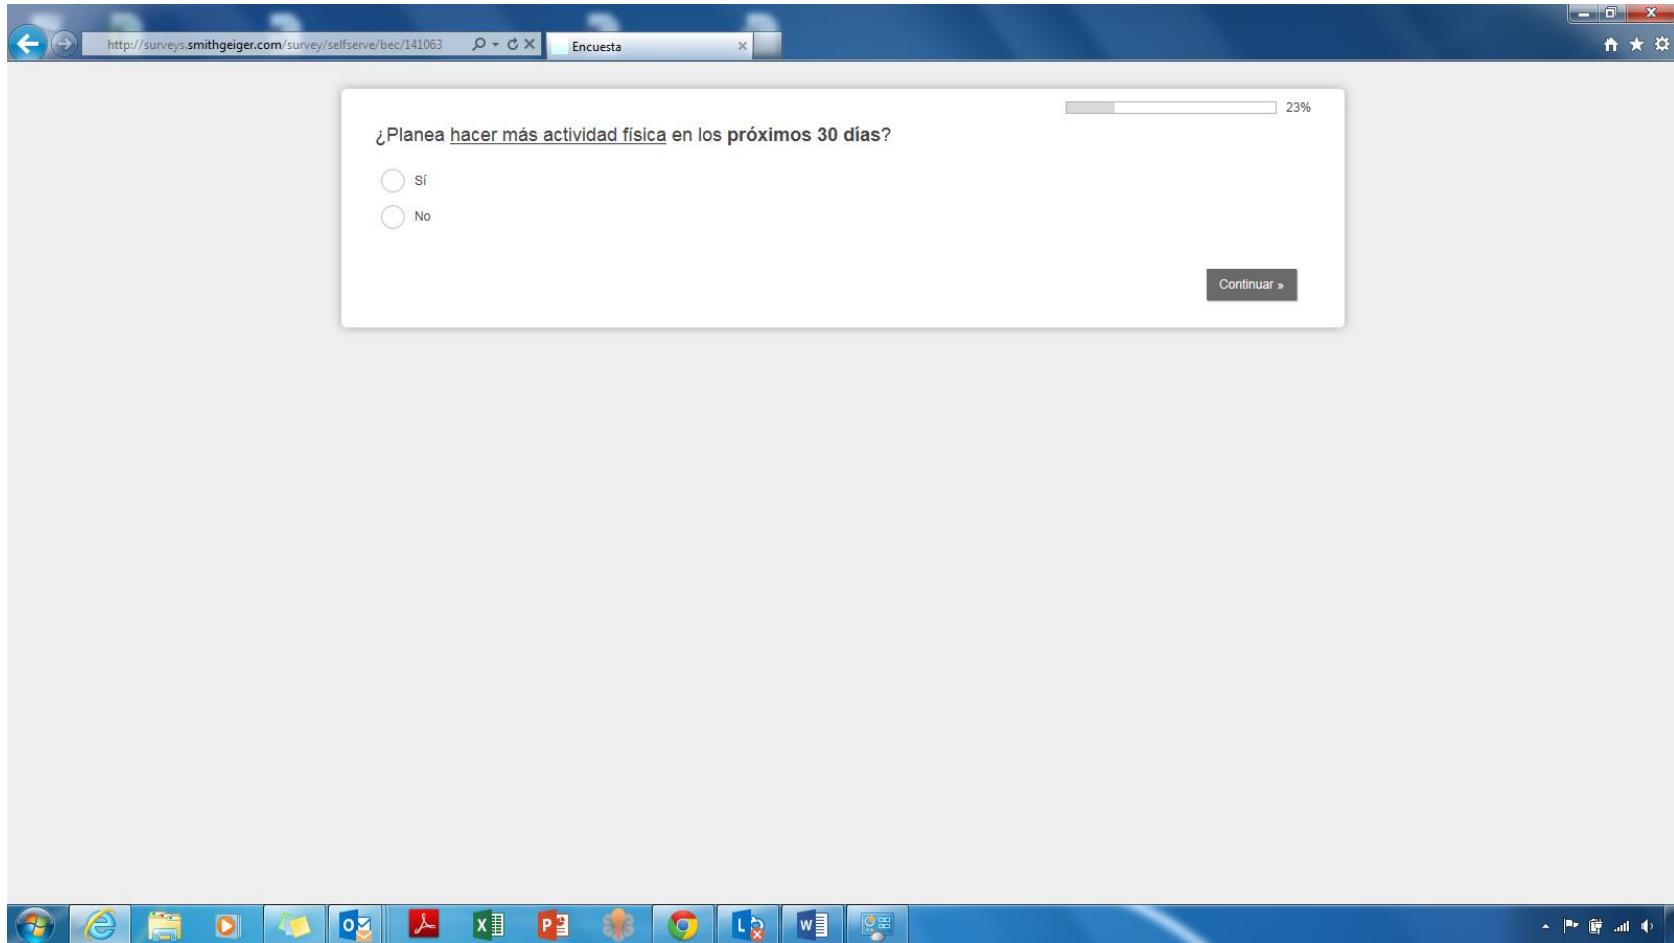 http://surveys.smithgeiger.com/survey/selfserve/bec/141063
Encuesta
23%
¿Planea hacer más actividad física en los próximos 30 días?
Sí
No
Continuar »